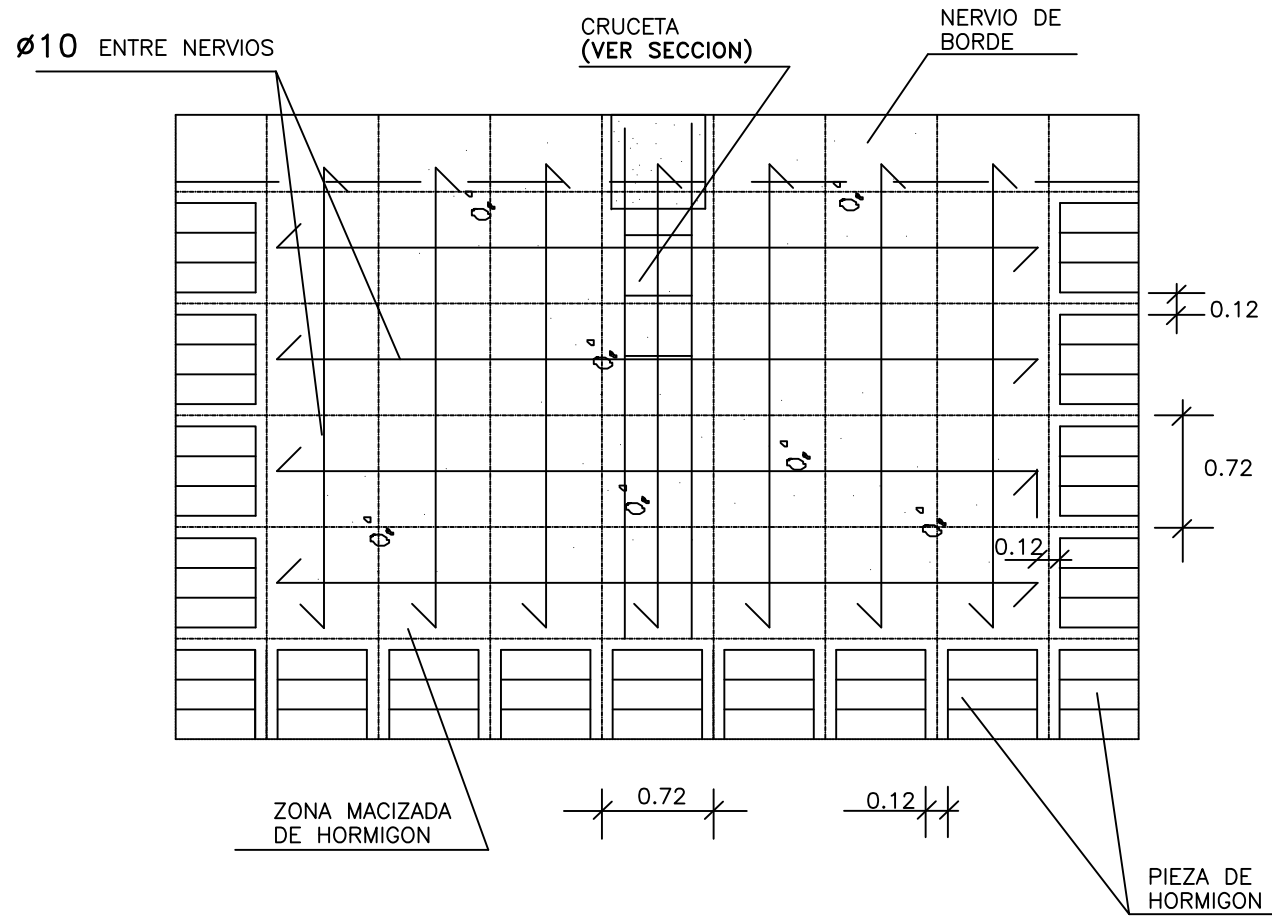 ø10 ENTRE NERVIOS
CRUCETA
(VER SECCION)
NERVIO DE
BORDE
0.12
0.72
0.12
ZONA MACIZADA
DE HORMIGON
0.72
0.12
PIEZA DE
HORMIGON